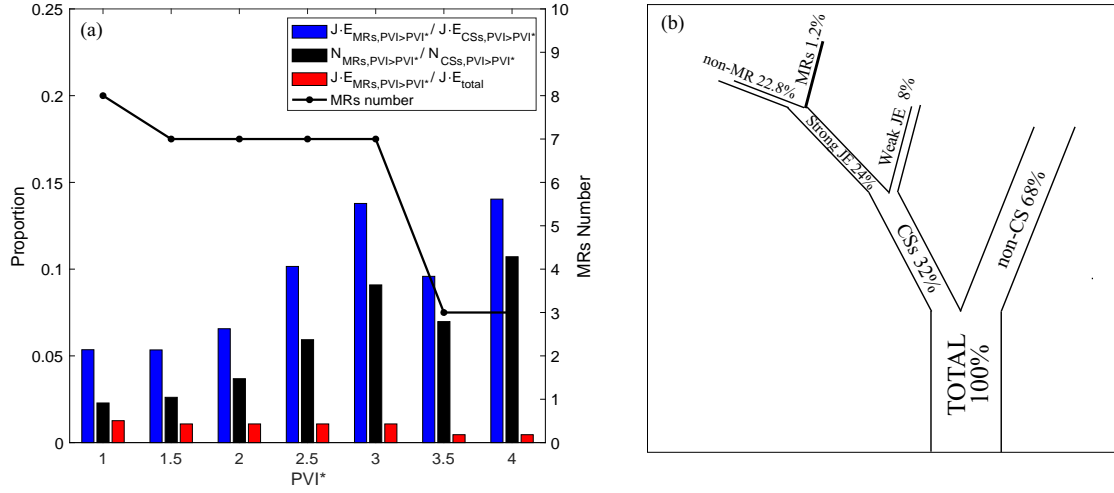 (a)
J·E_MRs,PVI>PVI* / J·E_CSs,PVI>PVI*
N_MRs,PVI>PVI* / N_CSs,PVI>PVI*
J·E_MRs,PVI>PVI* / J·E_total
MRs number
Proportion
0.25
0.2
0.15
0.1
0.05
0
1
1.5
2
2.5
3
3.5
4
PVI*
10
9
8
7
6
5
4
3
2
1
0
MRs Number
(b)
non-MR 22.8%
MRs 1.2%
Strong JE 24%
Weak JE 8%
CSs 32%
non-CS 68%
TOTAL
100%